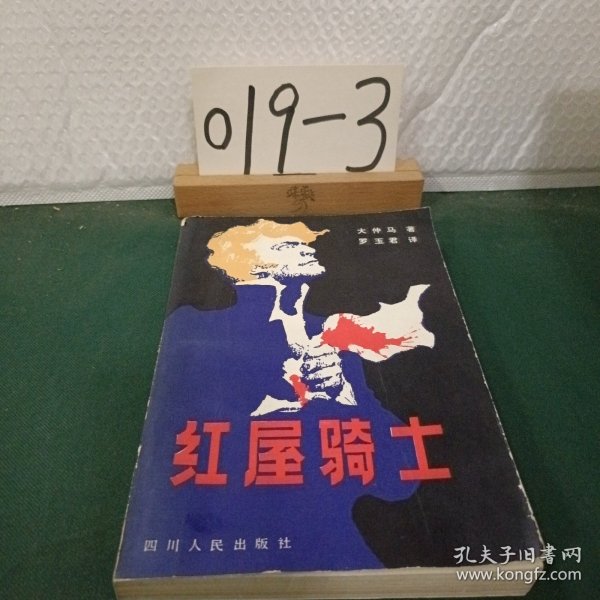 019-3
大仲马 著
罗玉君 译
红屋骑士
四川人民出版社
孔夫子旧書网
www.kongfz.com